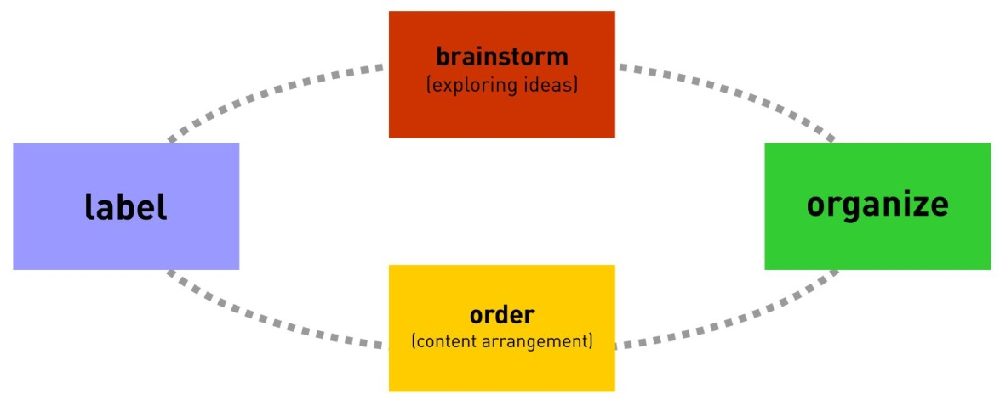 brainstorm
(exploring ideas)
label
organize
order
(content arrangement)